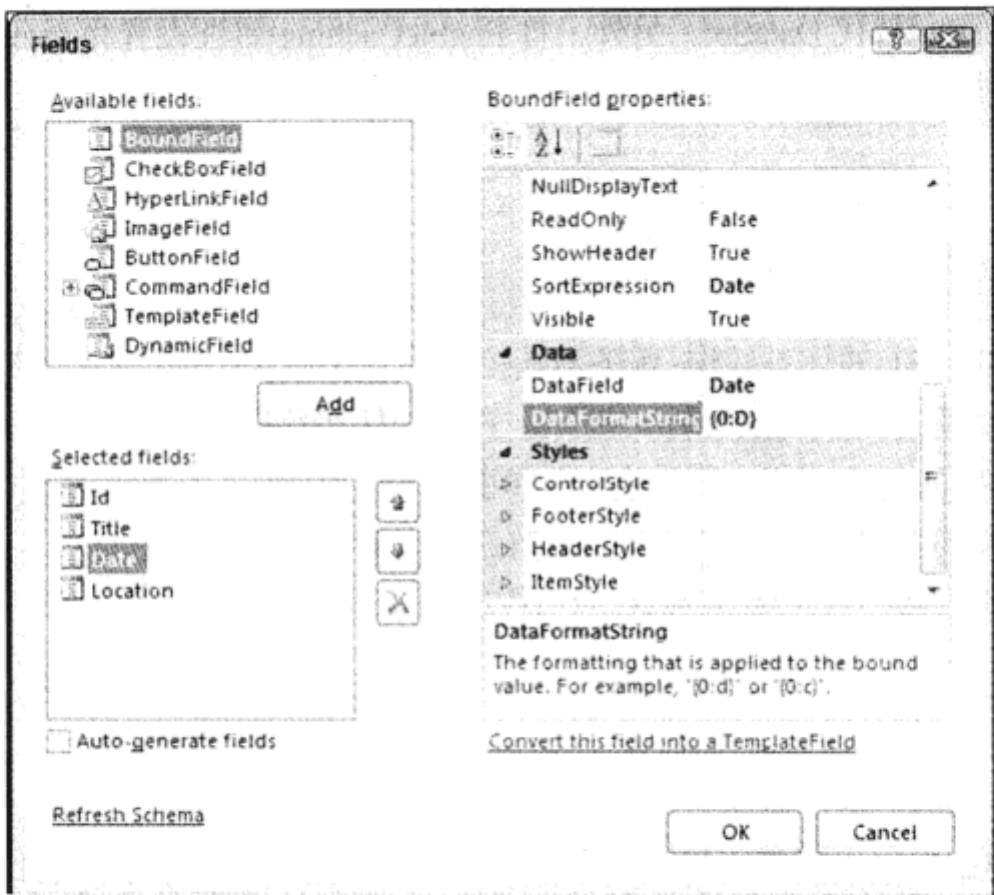 Fields
Available fields:
BoundField
CheckBoxField
HyperLinkField
ImageField
ButtonField
CommandField
TemplateField
DynamicField
Add
Selected fields:
Id
Title
Date
Location
Auto-generate fields
Refresh Schema
BoundField properties:
NullDisplayText
ReadOnly False
ShowHeader True
SortExpression Date
Visible True
Data
DataField Date
DataFormatString {0:D}
Styles
ControlStyle
FooterStyle
HeaderStyle
ItemStyle
DataFormatString
The formatting that is applied to the bound
value. For example, "{0:d}" or "{0:c}".
Convert this field into a TemplateField
OK Cancel